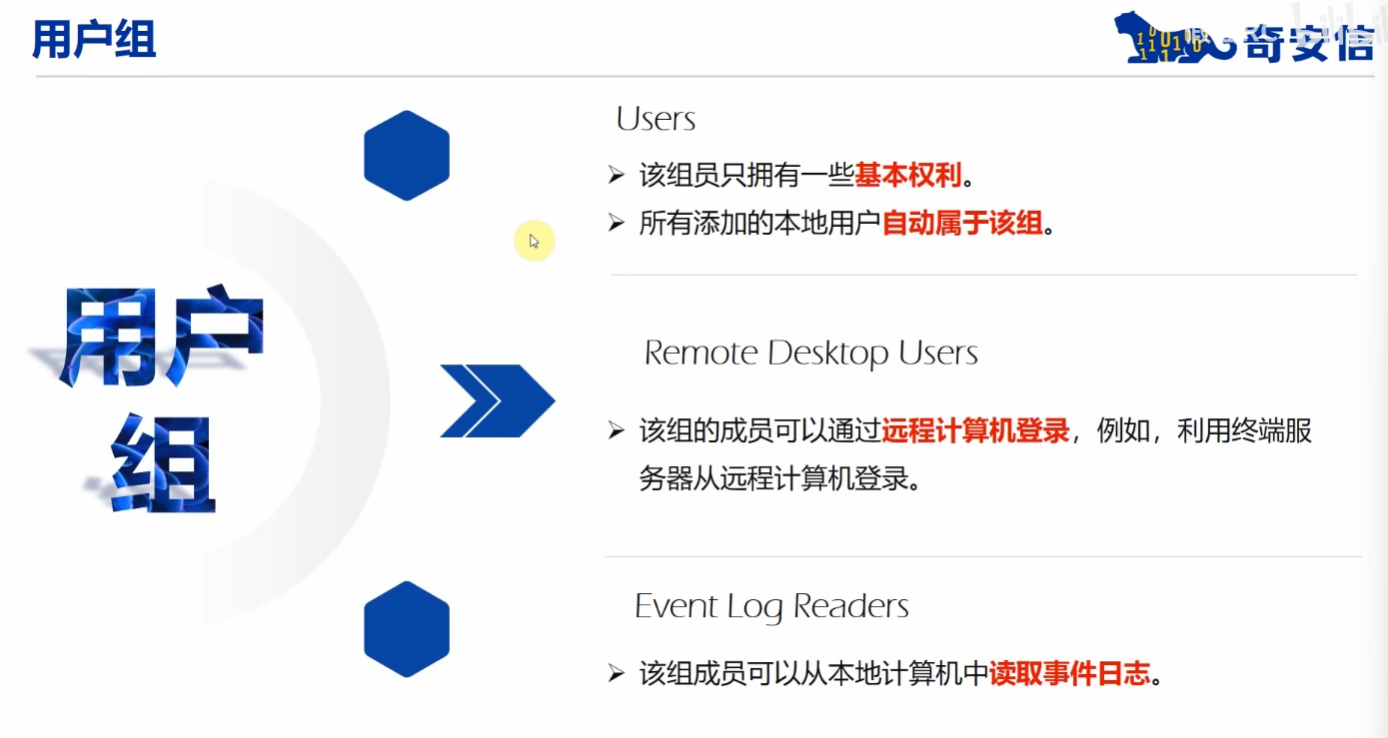 用户组
奇安信
Users
该组员只拥有一些基本权利。
所有添加的本地用户自动属于该组。
用户
组
Remote Desktop Users
该组的成员可以通过远程计算机登录，例如，利用终端服
务器从远程计算机登录。
Event Log Readers
该组成员可以从本地计算机中读取事件日志。